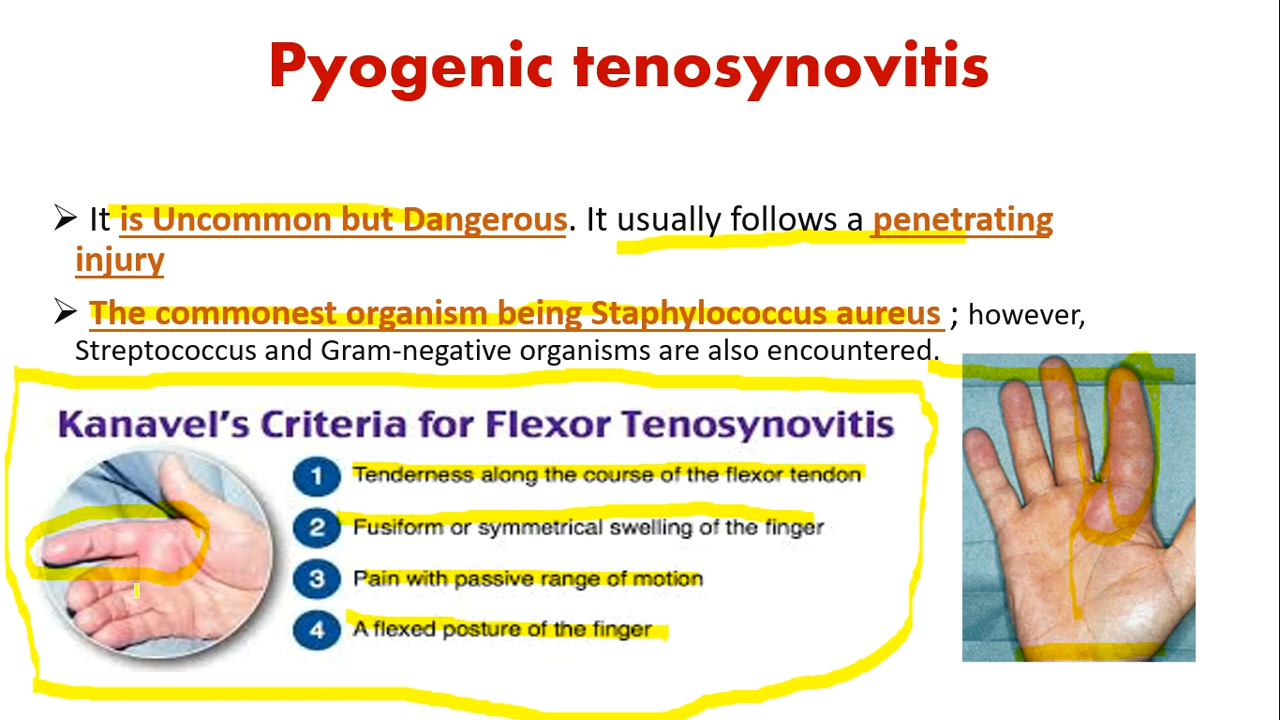 Pyogenic tenosynovitis
➢ It is Uncommon but Dangerous. It usually follows a penetrating
injury
➢ The commonest organism being Staphylococcus aureus ; however,
Streptococcus and Gram-negative organisms are also encountered.
Kanavel's Criteria for Flexor Tenosynovitis
1 Tenderness along the course of the flexor tendon
2 Fusiform or symmetrical swelling of the finger
3 Pain with passive range of motion
4 A flexed posture of the finger